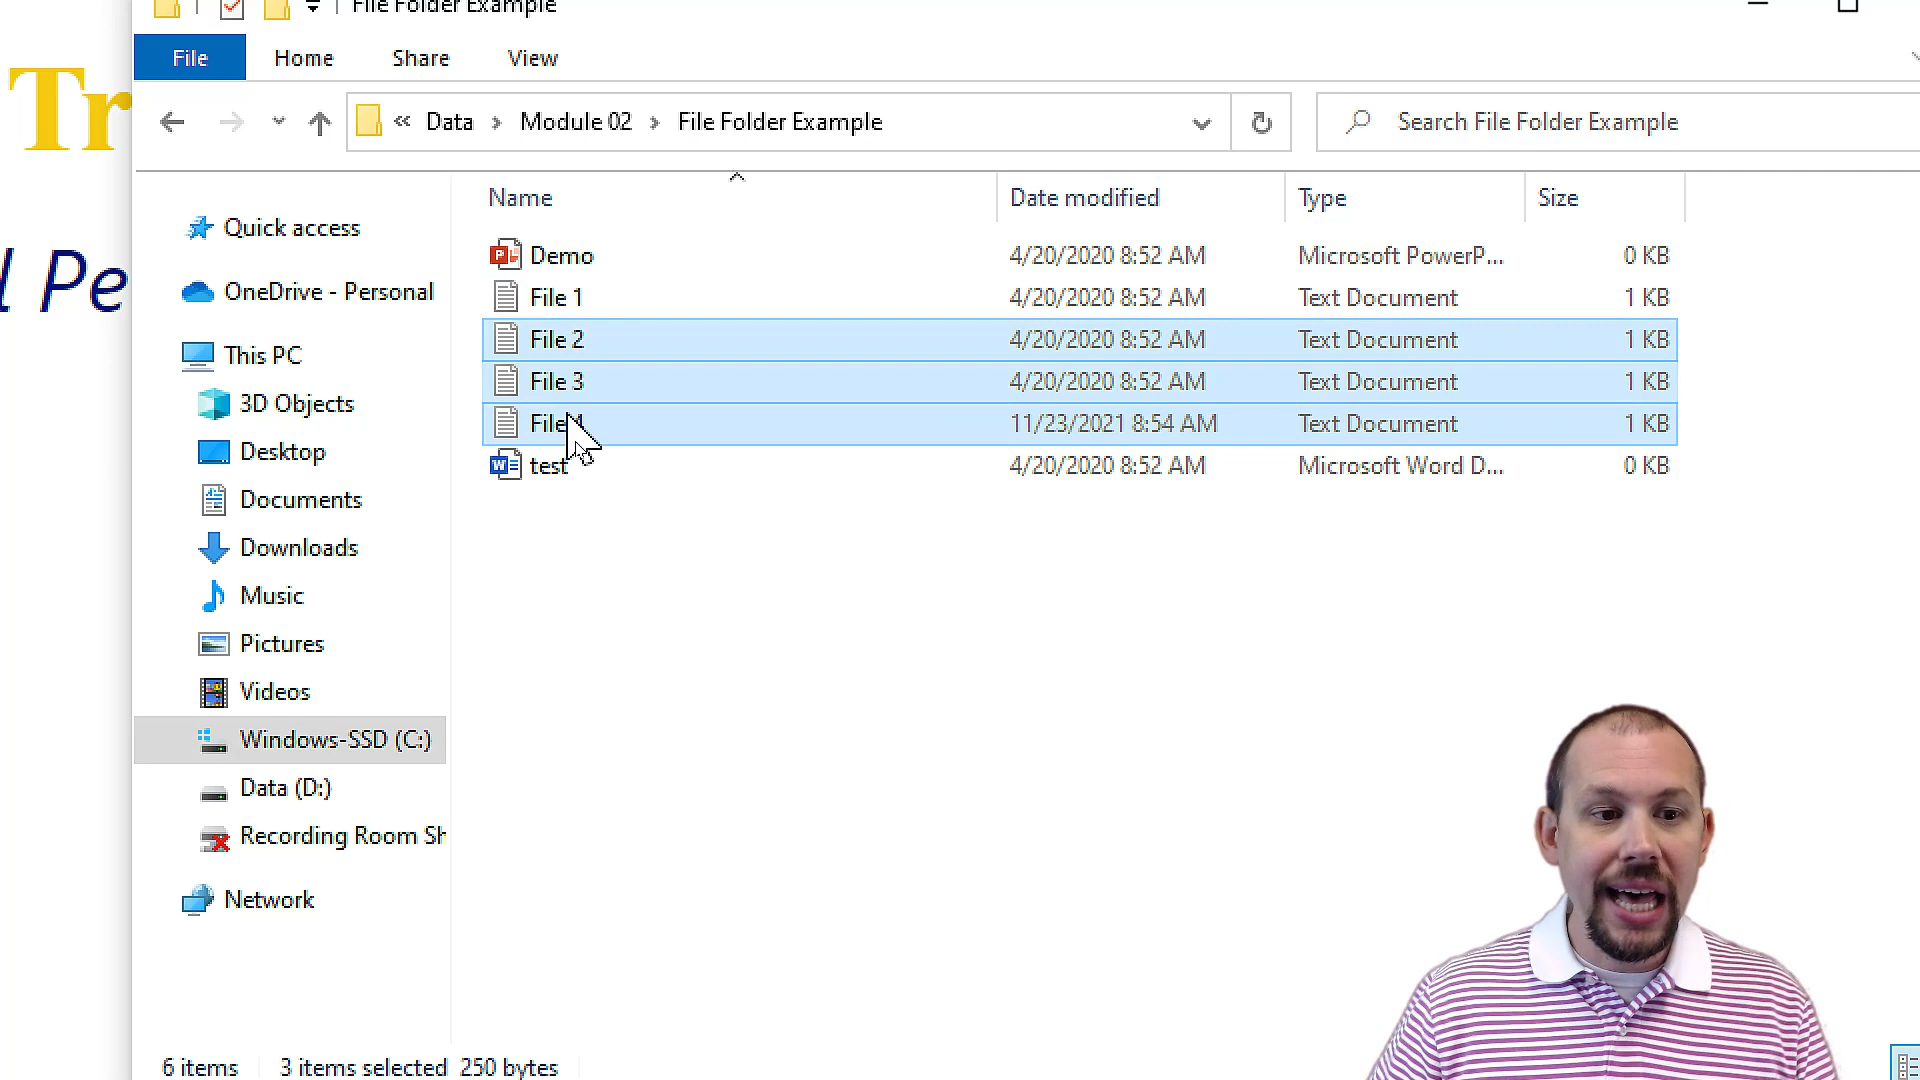 File Folder Example
Tr
File Home Share View
« Data › Module 02 › File Folder Example
Search File Folder Example
Name Date modified Type Size
l Pe
Quick access
OneDrive - Personal
This PC
3D Objects
Desktop
Documents
Downloads
Music
Pictures
Videos
Windows-SSD (C:)
Data (D:)
Recording Room Sh
Network
Demo 4/20/2020 8:52 AM Microsoft PowerP... 0 KB
File 1 4/20/2020 8:52 AM Text Document 1 KB
File 2 4/20/2020 8:52 AM Text Document 1 KB
File 3 4/20/2020 8:52 AM Text Document 1 KB
File 11/23/2021 8:54 AM Text Document 1 KB
test 4/20/2020 8:52 AM Microsoft Word D... 0 KB
6 items 3 items selected 250 bytes